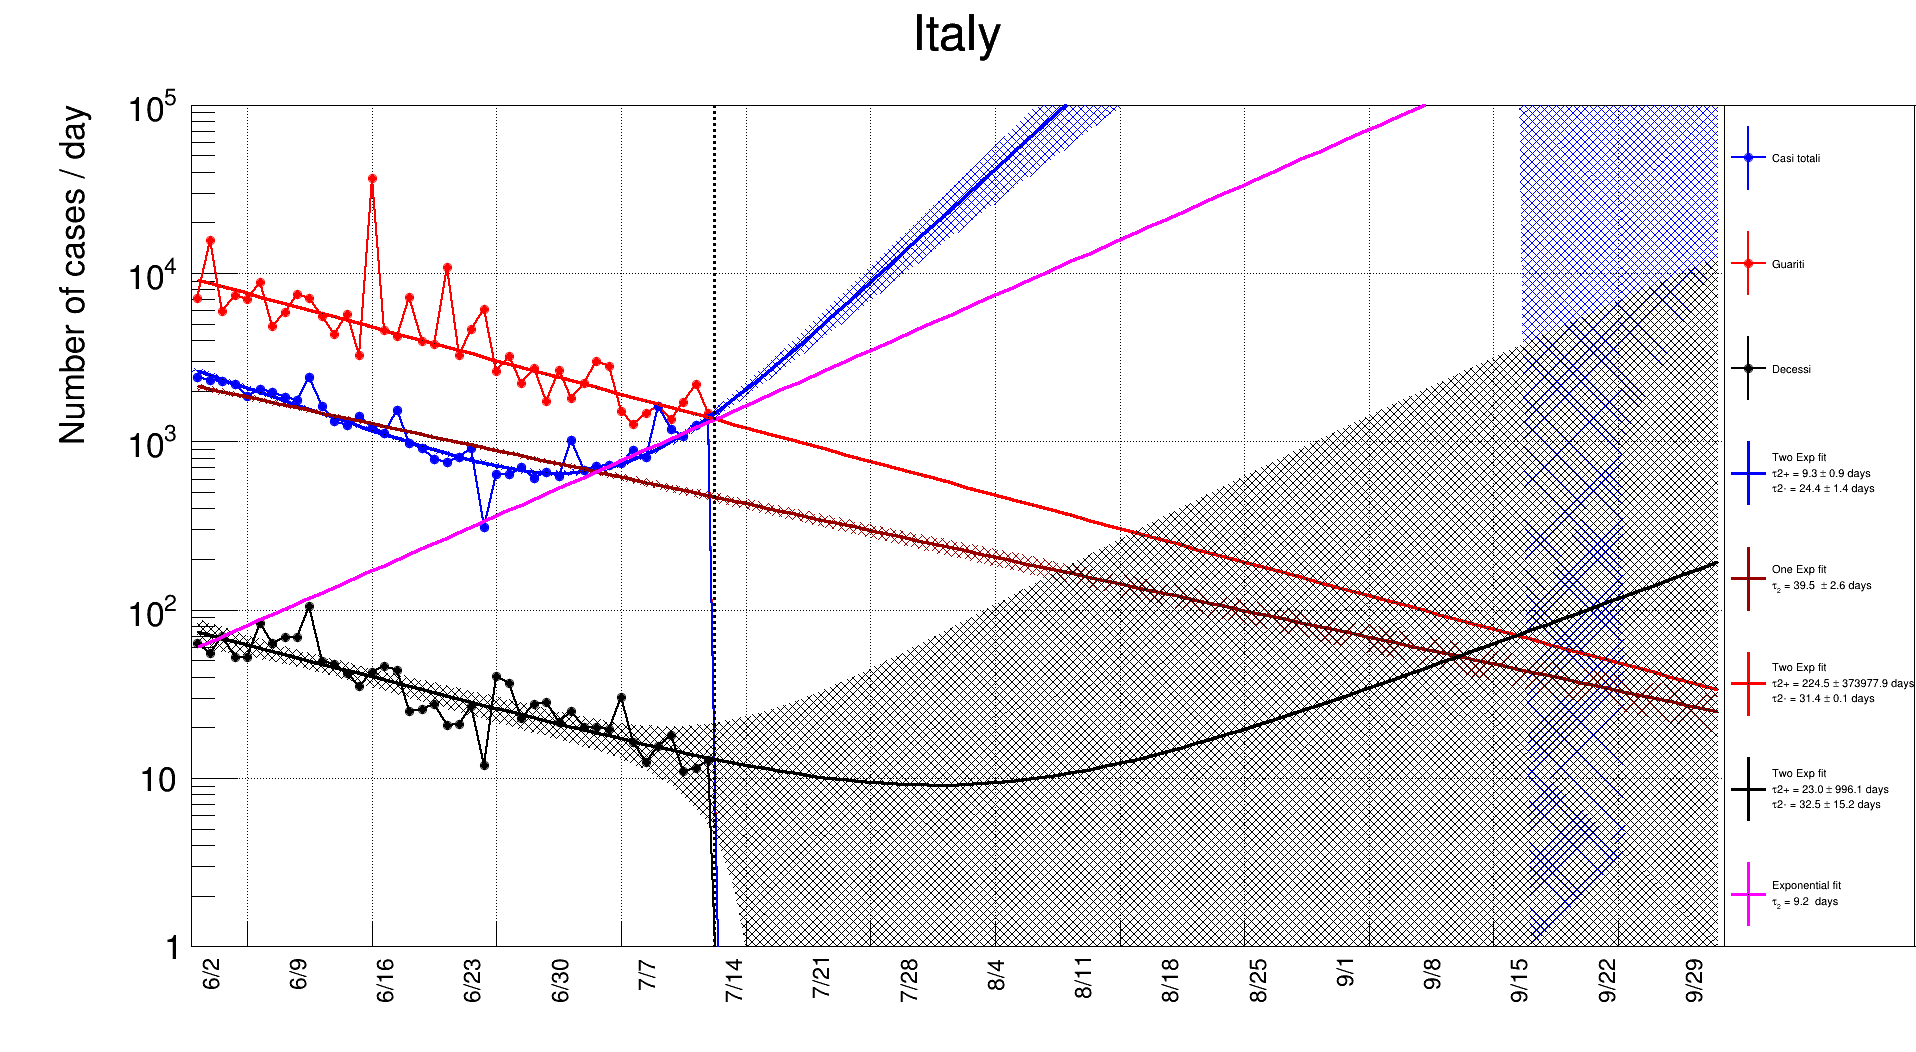 Italy
Number of cases / day
10^5
10^4
10^3
10^2
10
1
6/2
6/9
6/16
6/23
6/30
7/7
7/14
7/21
7/28
8/4
8/11
8/18
8/25
9/1
9/8
9/15
9/22
9/29
Casi totali
Guariti
Decessi
Two Exp fit
τ2+ = 9.3 ± 0.9 days
τ2- = 24.4 ± 1.4 days
One Exp fit
τ₂ = 39.5 ± 2.6 days
Two Exp fit
τ2+ = 224.5 ± 373977.9 days
τ2- = 31.4 ± 0.1 days
Two Exp fit
τ2+ = 23.0 ± 996.1 days
τ2- = 32.5 ± 15.2 days
Exponential fit
τ₂ = 9.2 days